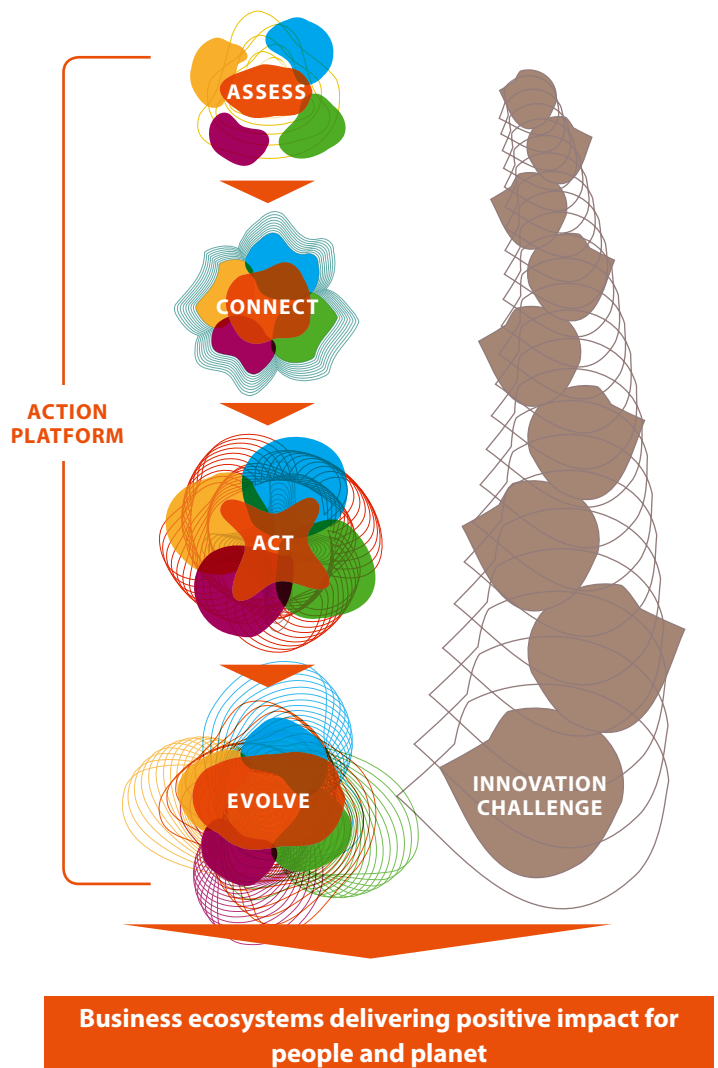 ASSESS
CONNECT
ACTION
PLATFORM
ACT
EVOLVE
INNOVATION
CHALLENGE
Business ecosystems delivering positive impact for
people and planet